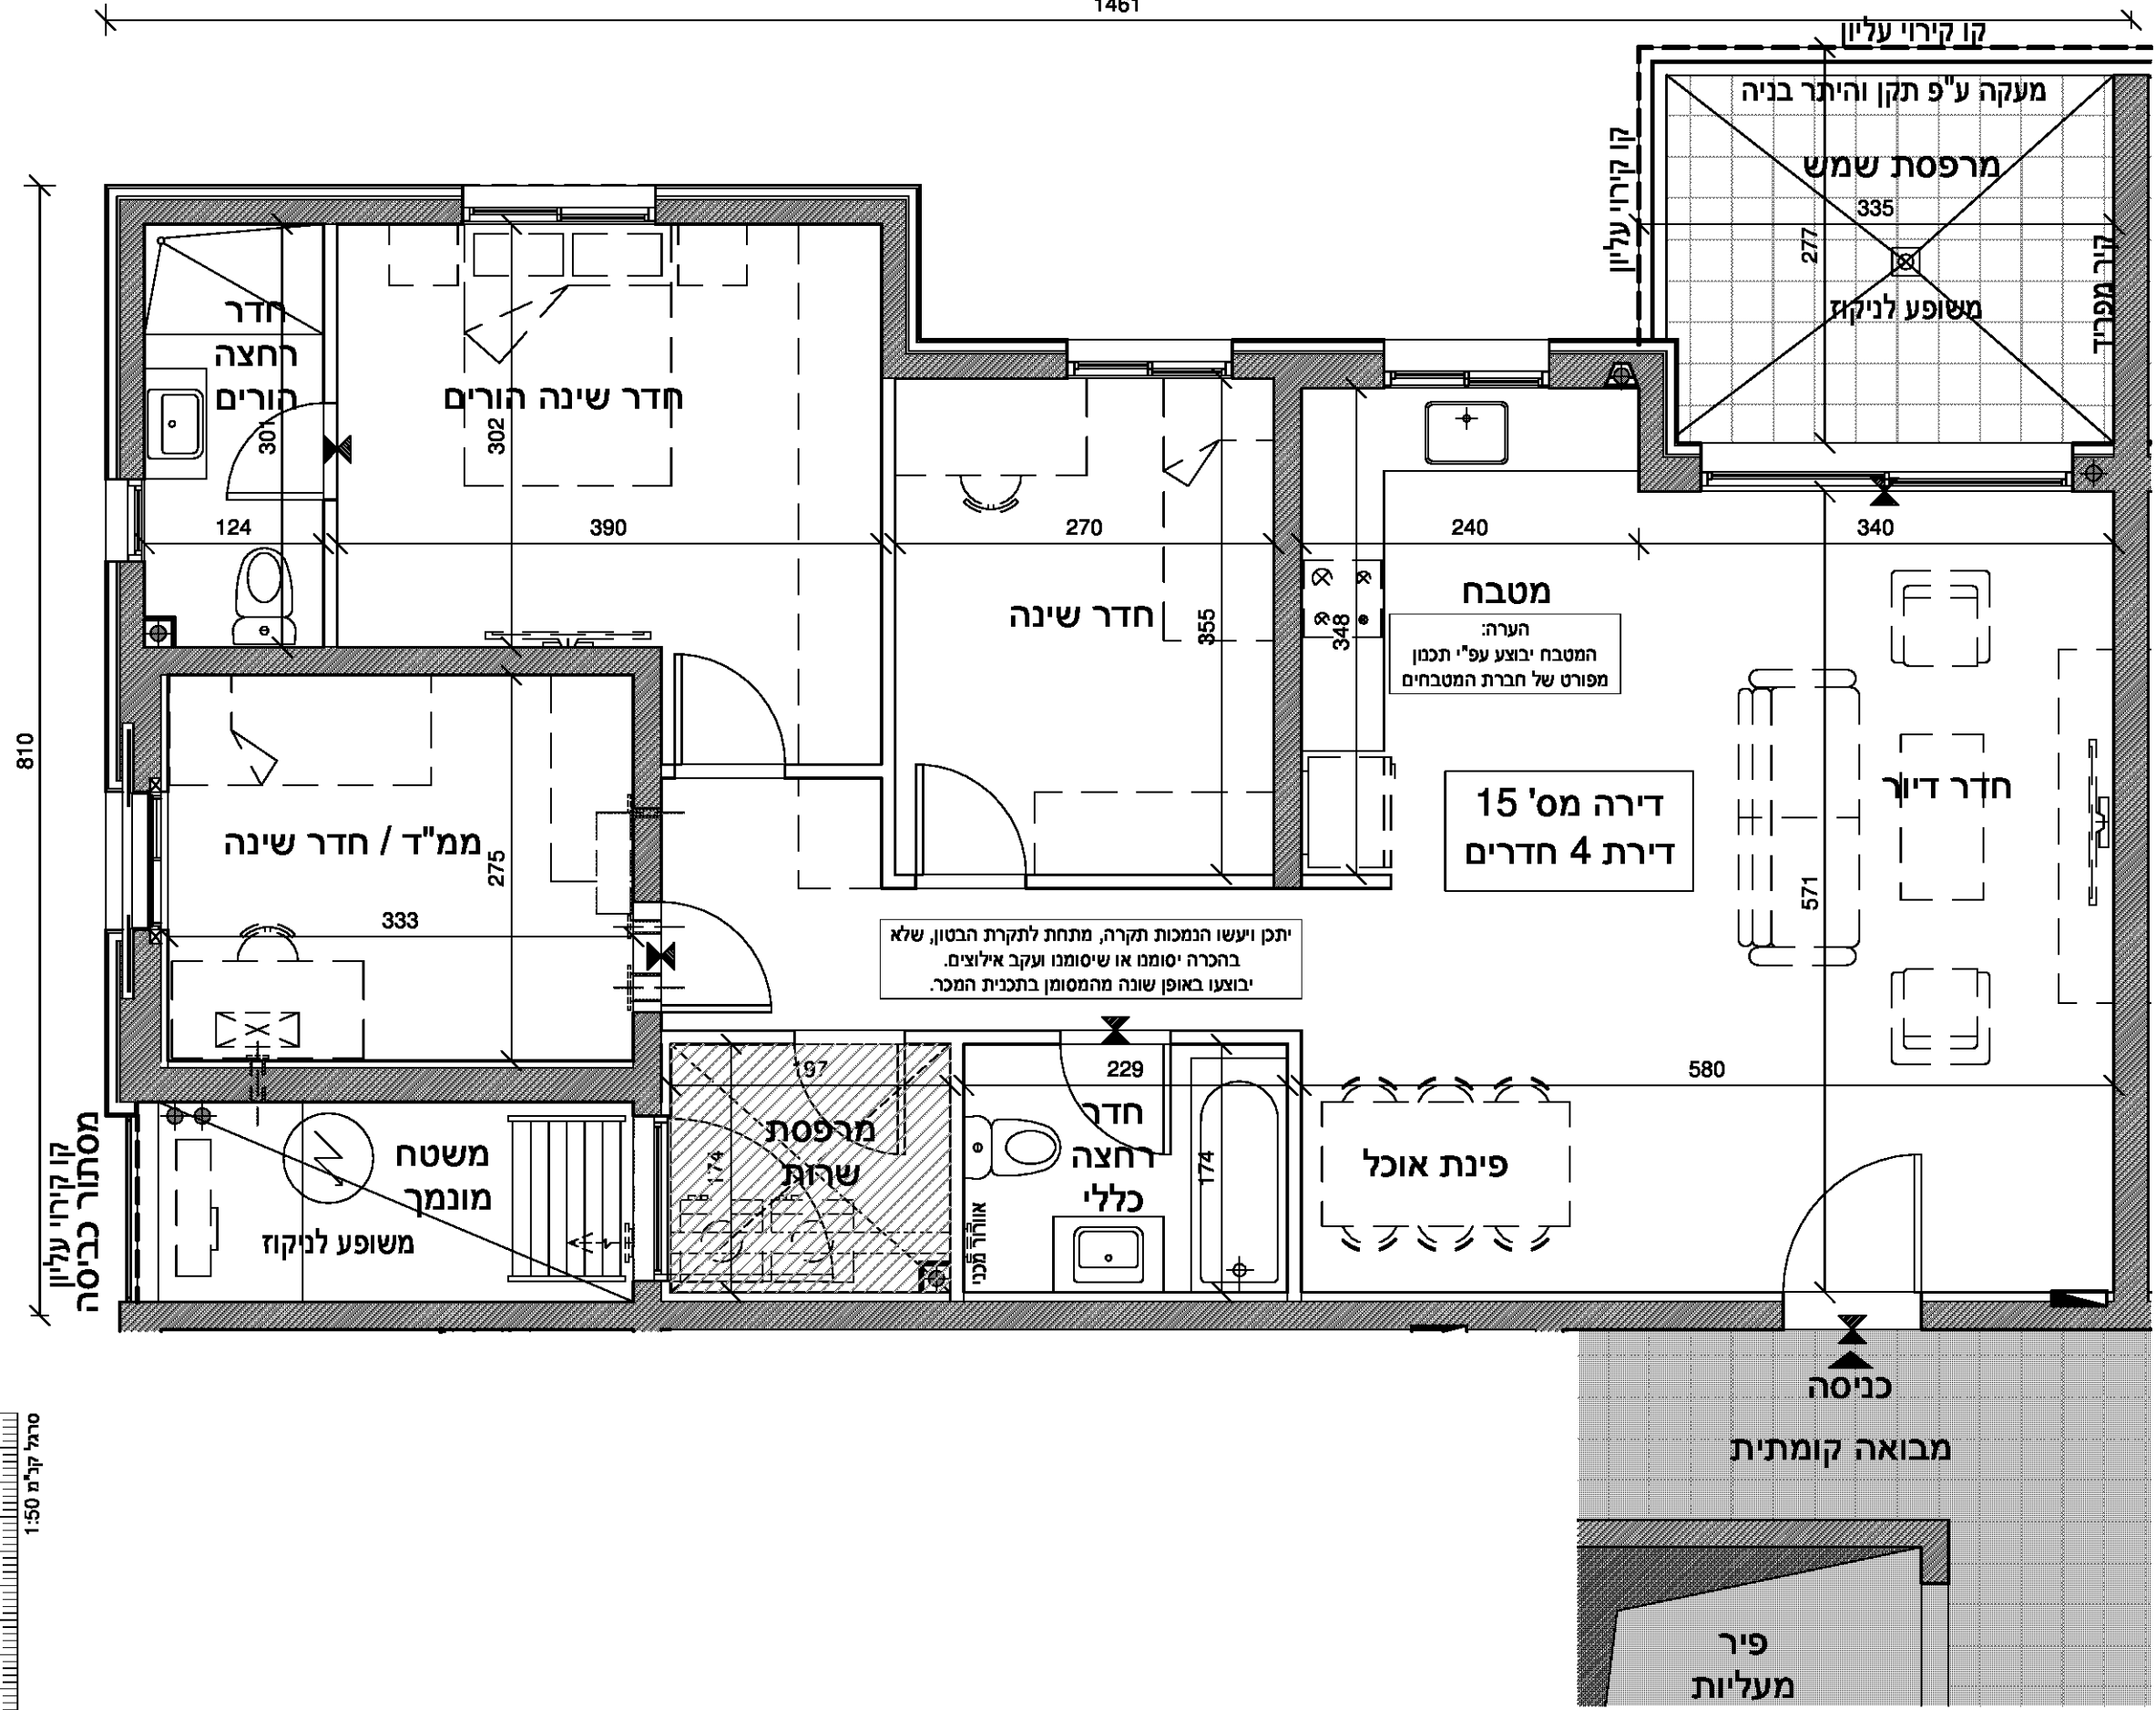 1461
קו קירוי עליון
מעקה ע"פ תקן והיתר בניה
קו קירוי עליון
מרפסת שמש
335
277
קיר מפריד
משופע לניקוז
חדר
רחצה
הורים
301
חדר שינה הורים
302
124
390
270
240
340
חדר שינה
355
מטבח
348
הערה:
המטבח יבוצע עפ"י תכנון
מפורט של חברת המטבחים
810
ממ"ד / חדר שינה
275
333
דירה מס' 15
דירת 4 חדרים
חדר דיור
571
יתכן ויעשו הנמכות תקרה, מתחת לתקרת הבטון, שלא
בהכרה יסומנו או שיסומנו ועקב אילוצים.
יבוצעו באופן שונה מהמסומן בתכנית המכר.
197
229
580
מרפסת
שרות
174
חדר
רחצה
כללי
174
אוורור מכני
פינת אוכל
משטח
מונמך
משופע לניקוז
קו קירוי עליון
מסתור כביסה
כניסה
מבואה קומתית
פיר
מעליות
סרגל קנ"מ 1:50